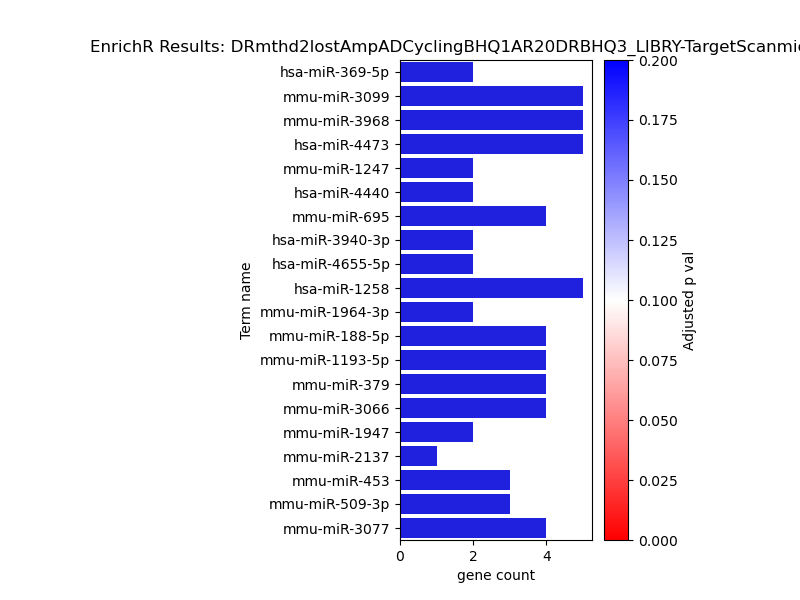 EnrichR Results: DRmthd2lostAmpADCyclingBHQ1AR20DRBHQ3_LIBRY-TargetScanmic
hsa-miR-369-5p
mmu-miR-3099
mmu-miR-3968
hsa-miR-4473
mmu-miR-1247
hsa-miR-4440
mmu-miR-695
hsa-miR-3940-3p
hsa-miR-4655-5p
hsa-miR-1258
mmu-miR-1964-3p
mmu-miR-188-5p
mmu-miR-1193-5p
mmu-miR-379
mmu-miR-3066
mmu-miR-1947
mmu-miR-2137
mmu-miR-453
mmu-miR-509-3p
mmu-miR-3077
Term name
0 2 4
gene count
0.200
0.175
0.150
0.125
0.100
0.075
0.050
0.025
0.000
Adjusted p val